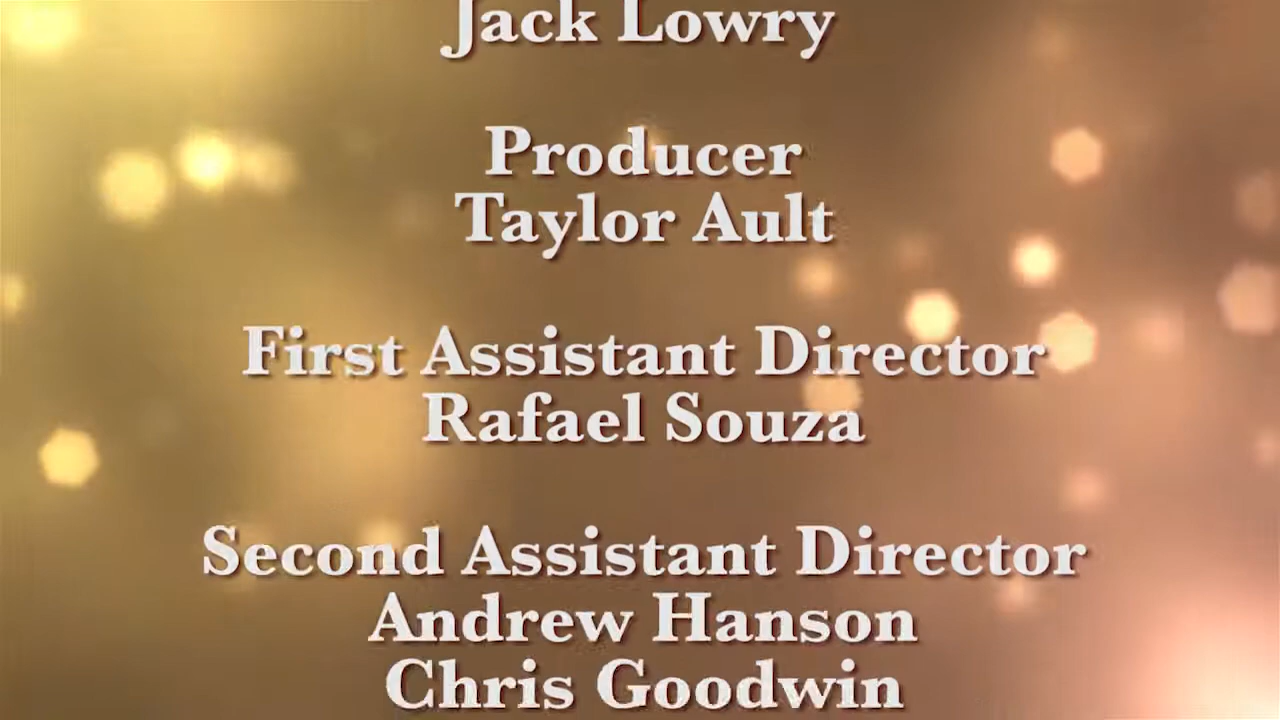 Jack Lowry
Producer
Taylor Ault
First Assistant Director
Rafael Souza
Second Assistant Director
Andrew Hanson
Chris Goodwin